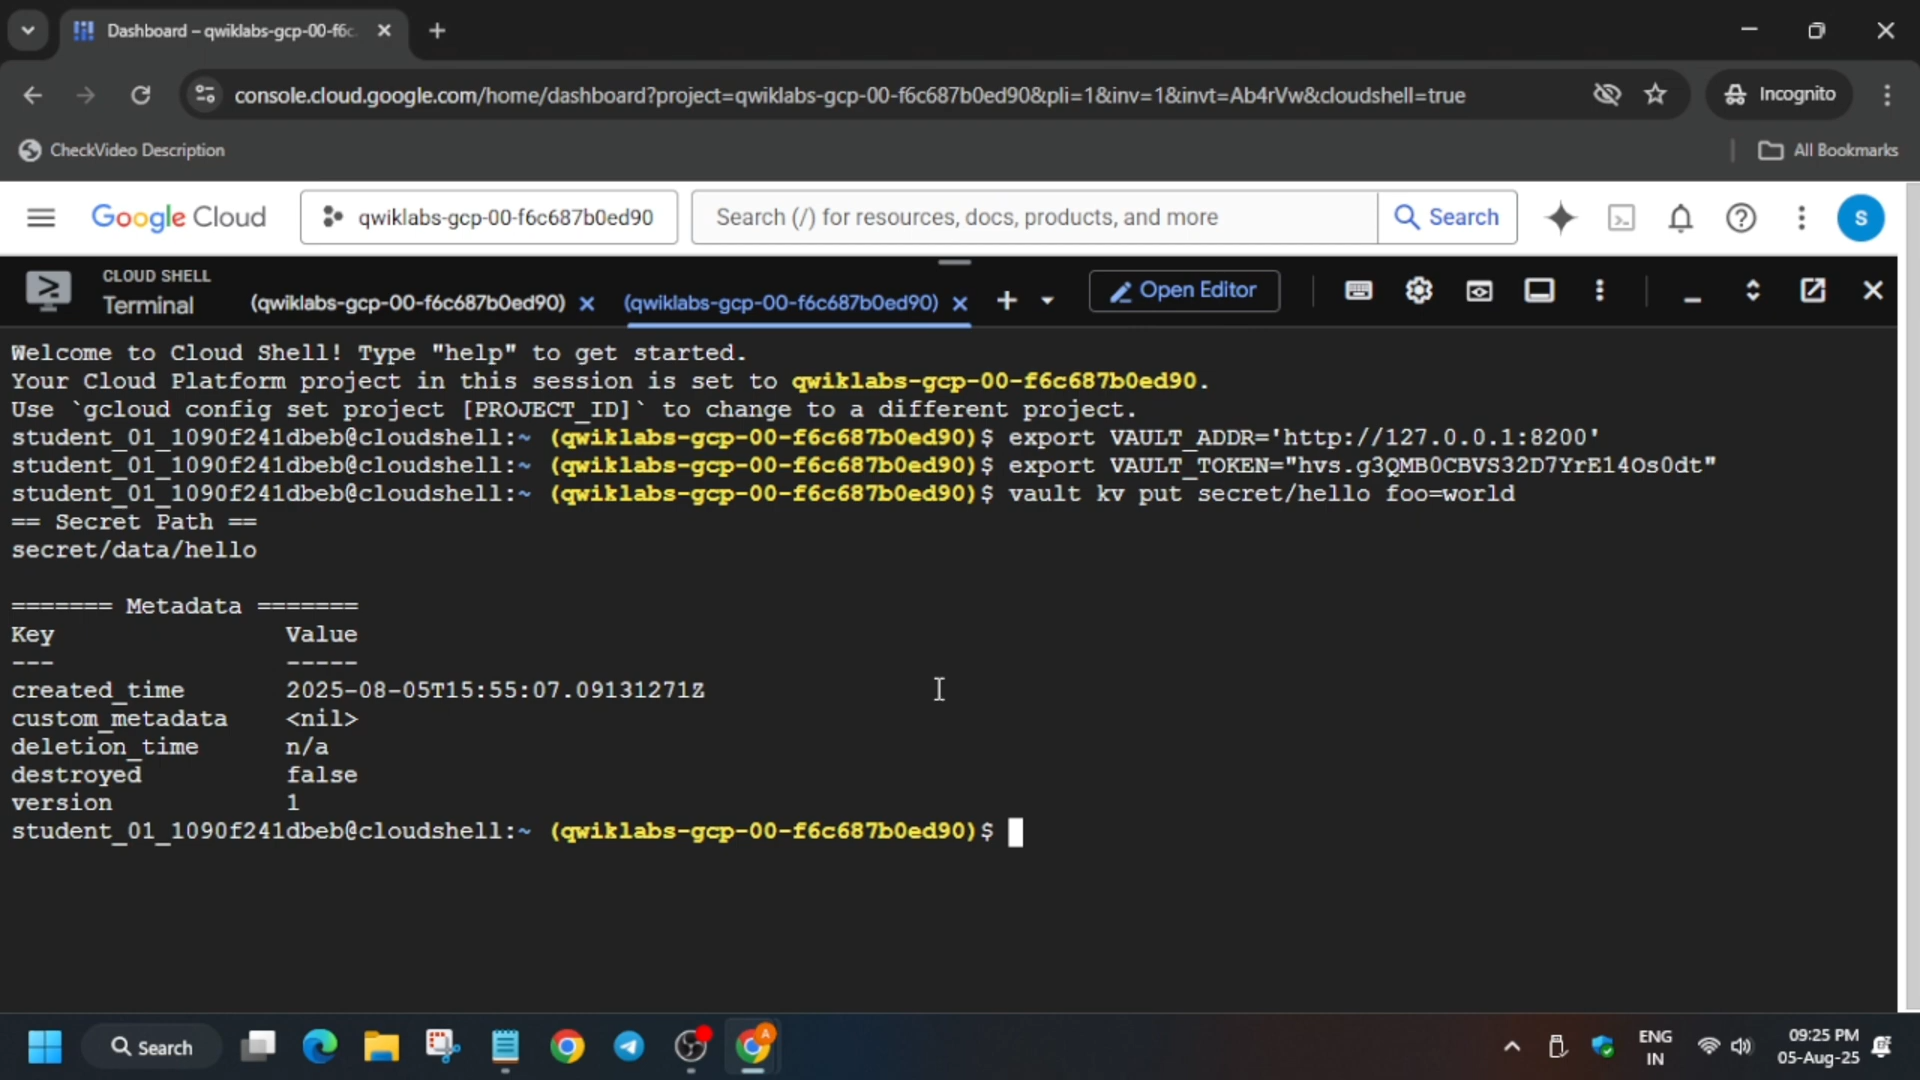 Dashboard – qwiklabs-gcp-00-f6c
console.cloud.google.com/home/dashboard?project=qwiklabs-gcp-00-f6c687b0ed90&pli=1&inv=1&invt=Ab4rVw&cloudshell=true
Incognito
CheckVideo Description
All Bookmarks
Google Cloud
qwiklabs-gcp-00-f6c687b0ed90
Search (/) for resources, docs, products, and more
Search
S
CLOUD SHELL
Terminal
(qwiklabs-gcp-00-f6c687b0ed90)
(qwiklabs-gcp-00-f6c687b0ed90)
Open Editor
Welcome to Cloud Shell! Type "help" to get started.
Your Cloud Platform project in this session is set to qwiklabs-gcp-00-f6c687b0ed90.
Use `gcloud config set project [PROJECT_ID]` to change to a different project.
student_01_1090f241dbeb@cloudshell:~ (qwiklabs-gcp-00-f6c687b0ed90)$ export VAULT_ADDR='http://127.0.0.1:8200'
student_01_1090f241dbeb@cloudshell:~ (qwiklabs-gcp-00-f6c687b0ed90)$ export VAULT_TOKEN="hvs.g3QMB0CBVS32D7YrE14Os0dt"
student_01_1090f241dbeb@cloudshell:~ (qwiklabs-gcp-00-f6c687b0ed90)$ vault kv put secret/hello foo=world
== Secret Path ==
secret/data/hello
======= Metadata =======
Key Value
--- -----
created_time 2025-08-05T15:55:07.09131271Z
custom_metadata <nil>
deletion_time n/a
destroyed false
version 1
student_01_1090f241dbeb@cloudshell:~ (qwiklabs-gcp-00-f6c687b0ed90)$
Search
A
ENG
IN
09:25 PM
05-Aug-25